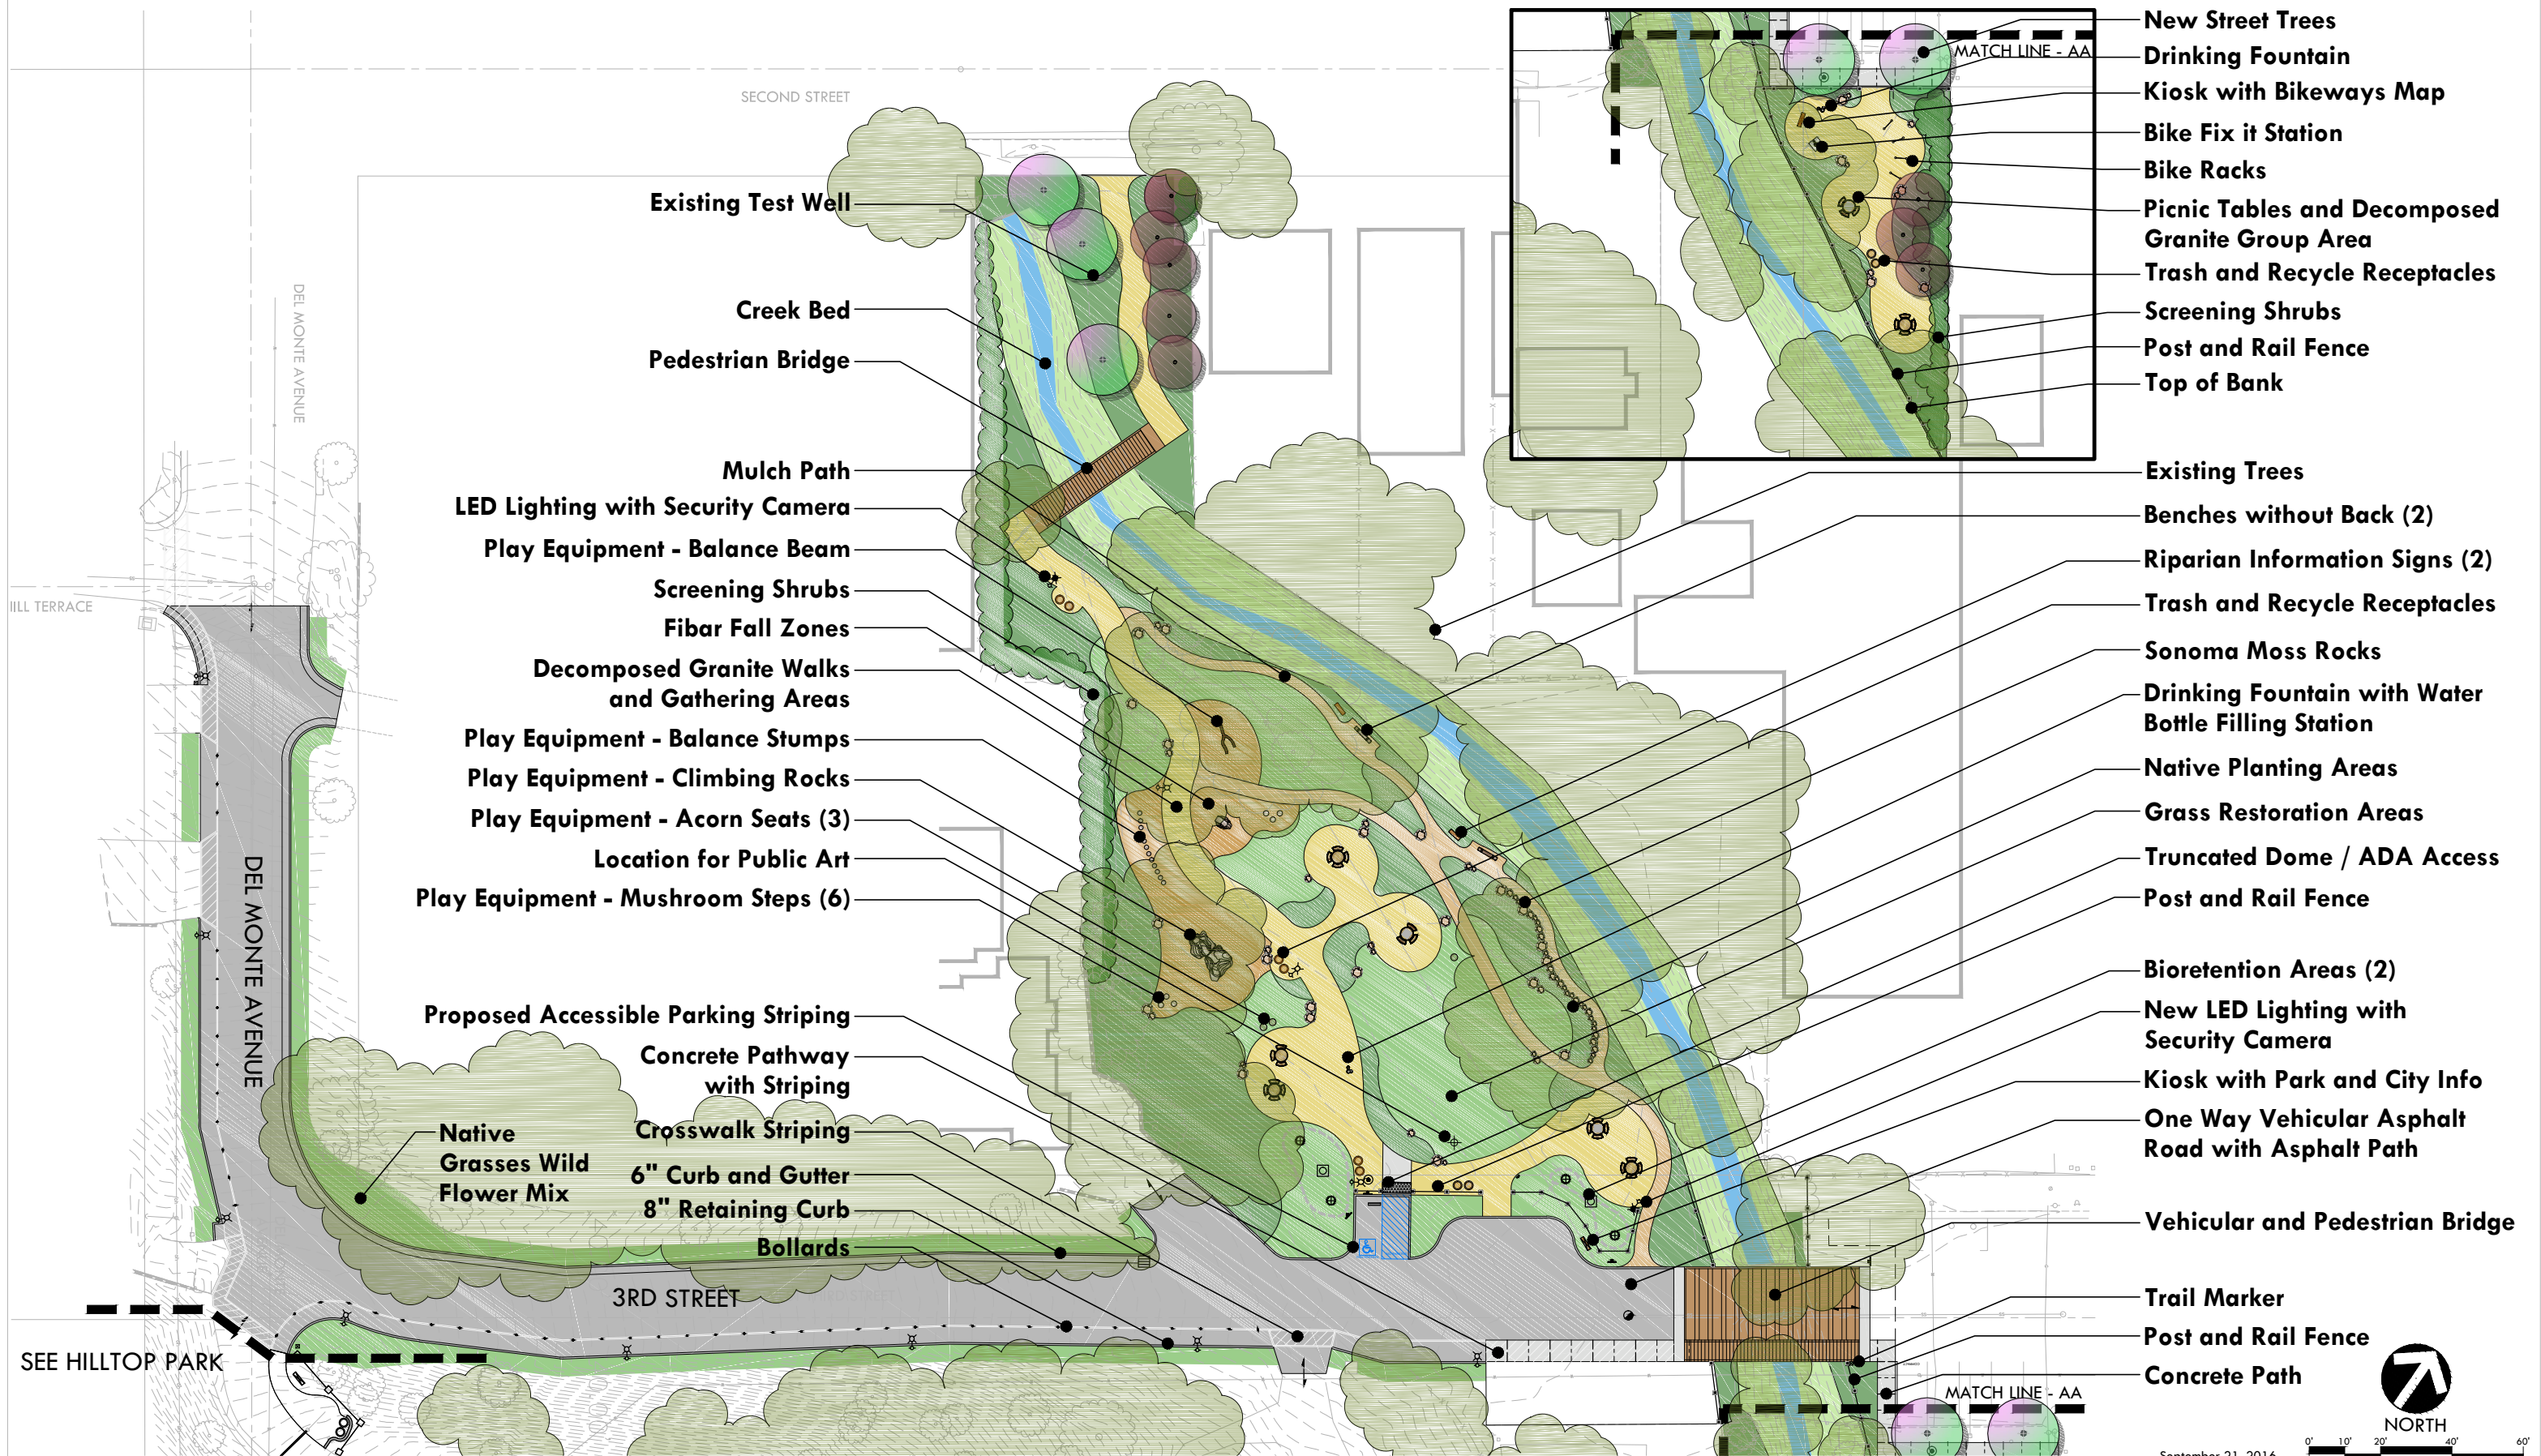 SECOND STREET
DEL MONTE AVENUE
Existing Test Well
Creek Bed
Pedestrian Bridge
Mulch Path
LED Lighting with Security Camera
Play Equipment - Balance Beam
Screening Shrubs
Fibar Fall Zones
Decomposed Granite Walks
and Gathering Areas
Play Equipment - Balance Stumps
Play Equipment - Climbing Rocks
Play Equipment - Acorn Seats (3)
Location for Public Art
Play Equipment - Mushroom Steps (6)
Proposed Accessible Parking Striping
Concrete Pathway
with Striping
Crosswalk Striping
6" Curb and Gutter
8" Retaining Curb
Bollards
Native
Grasses Wild
Flower Mix
TERRACE
DEL MONTE AVENUE
3RD STREET
SEE HILLTOP PARK
MATCH LINE - AA
New Street Trees
Drinking Fountain
Kiosk with Bikeways Map
Bike Fix it Station
Bike Racks
Picnic Tables and Decomposed
Granite Group Area
Trash and Recycle Receptacles
Screening Shrubs
Post and Rail Fence
Top of Bank
Existing Trees
Benches without Back (2)
Riparian Information Signs (2)
Trash and Recycle Receptacles
Sonoma Moss Rocks
Drinking Fountain with Water
Bottle Filling Station
Native Planting Areas
Grass Restoration Areas
Truncated Dome / ADA Access
Post and Rail Fence
Bioretention Areas (2)
New LED Lighting with
Security Camera
Kiosk with Park and City Info
One Way Vehicular Asphalt
Road with Asphalt Path
Vehicular and Pedestrian Bridge
Trail Marker
Post and Rail Fence
Concrete Path
MATCH LINE - AA
NORTH
September 21, 2016
0' 10' 20' 40' 60'